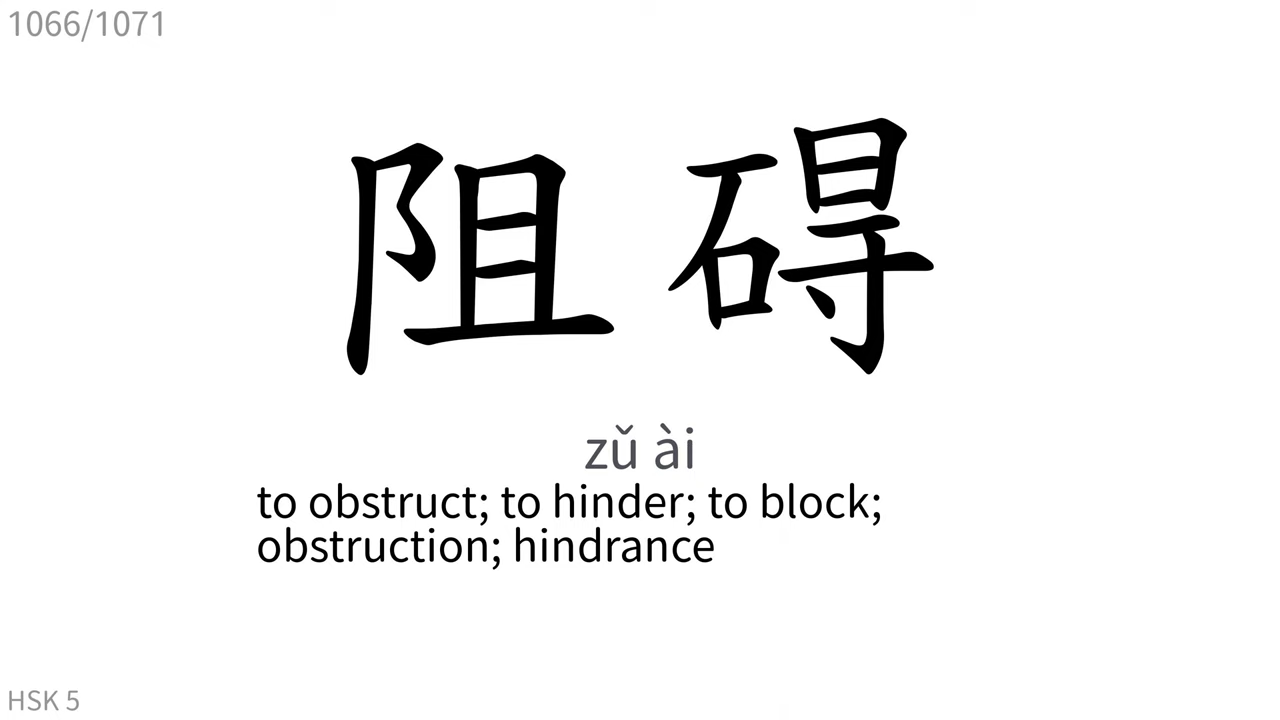 1066/1071
阻碍
zǔ ài
to obstruct; to hinder; to block;
obstruction; hindrance
HSK 5